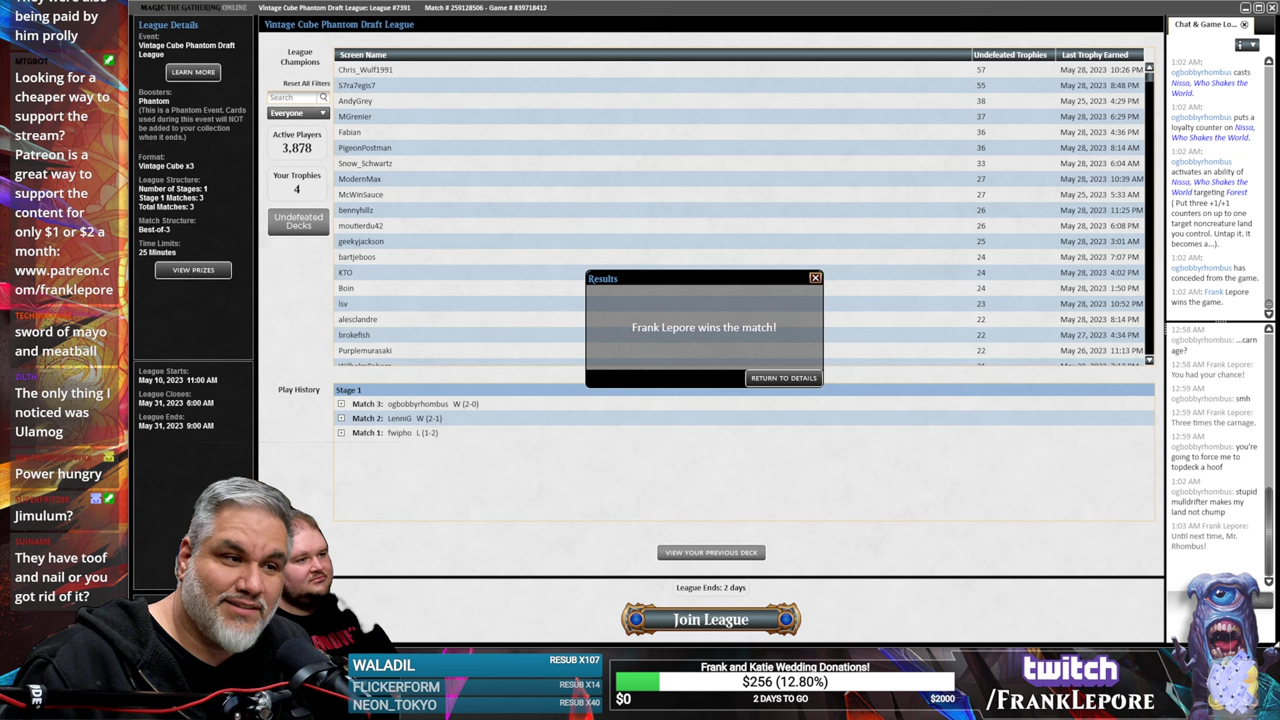 They were also
being paid by
him prolly
MTGBOT
Looking for a
cheaper way to
support the
stream?
Patreon is a
great way to
support the
content for
only $1 or $2 a
month:
www.patreon.c
om/franklepore
sword of mayo
and meatball
ZILTH
The only thing I
noticed was
Ulamog
Power hungry
Jimulum?
SUINAME
They have toof
and nail or you
got rid of it?
MAGIC THE GATHERING ONLINE
Vintage Cube Phantom Draft League: League #7391
Match # 259128506 - Game # 839718412
League Details
Event:
Vintage Cube Phantom Draft
League
LEARN MORE
Boosters:
Phantom
(This is a Phantom Event. Cards
used during this event will NOT
be added to your collection
when it ends.)
Format:
Vintage Cube x3
League Structure:
Number of Stages: 1
Stage 1 Matches: 3
Total Matches: 3
Match Structure:
Best-of-3
Time Limits:
25 Minutes
VIEW PRIZES
League Starts:
May 10, 2023 11:00 AM
League Closes:
May 31, 2023 6:00 AM
League Ends:
May 31, 2023 9:00 AM
Vintage Cube Phantom Draft League
League
Champions
Reset All Filters
Search
Everyone
Active Players
3,878
Your Trophies
4
Undefeated
Decks
Screen Name Undefeated Trophies Last Trophy Earned
Chris_Wulf1991 57 May 28, 2023 10:26 PM
S7ra7egis7 55 May 28, 2023 8:48 PM
AndyGrey 38 May 25, 2023 4:29 PM
MGrenier 37 May 28, 2023 6:29 PM
Fabian 36 May 28, 2023 4:36 PM
PigeonPostman 36 May 28, 2023 8:14 AM
Snow_Schwartz 33 May 28, 2023 6:04 AM
ModernMax 27 May 28, 2023 10:39 AM
McWinSauce 27 May 25, 2023 5:33 AM
bennyhillz 26 May 28, 2023 11:25 PM
moutierdu42 26 May 28, 2023 6:08 PM
geekyjackson 25 May 28, 2023 3:01 AM
bartjeboos 24 May 28, 2023 7:07 PM
KTO 24 May 28, 2023 4:02 PM
Boin 24 May 28, 2023 1:50 PM
lsv 23 May 28, 2023 10:52 PM
alesclandre 22 May 28, 2023 8:14 PM
brokefish 22 May 27, 2023 4:34 PM
Purplemurasaki 22 May 26, 2023 11:13 PM
Results
Frank Lepore wins the match!
RETURN TO DETAILS
Play History
Stage 1
Match 3: ogbobbyrhombus W (2-0)
Match 2: LenniG W (2-1)
Match 1: fwipho L (1-2)
VIEW YOUR PREVIOUS DECK
League Ends: 2 days
Join League
Chat & Game Lo...
1:02 AM:
ogbobbyrhombus casts
Nissa, Who Shakes the
World.
1:02 AM:
ogbobbyrhombus puts a
loyalty counter on Nissa,
Who Shakes the World.
1:02 AM:
ogbobbyrhombus
activates an ability of
Nissa, Who Shakes the
World targeting Forest
( Put three +1/+1
counters on up to one
target noncreature land
you control. Untap it. It
becomes a...).
1:02 AM:
ogbobbyrhombus has
conceded from the game.
1:02 AM: Frank Lepore
wins the game.
12:58 AM
ogbobbyrhombus: ...carn
age?
12:58 AM Frank Lepore:
You had your chance!
12:59 AM
ogbobbyrhombus: smh
12:59 AM Frank Lepore:
Three times the carnage.
12:59 AM
ogbobbyrhombus: you're
going to force me to
topdeck a hoof
1:02 AM
ogbobbyrhombus: stupid
mulldrifter makes my
land not chump
1:03 AM Frank Lepore:
Until next time, Mr.
Rhombus!
WALADIL RESUB X107
FLICKERFORM RESUB X14
NEON_TOKYO RESUB X40
Frank and Katie Wedding Donations!
$256 (12.80%)
$0 2 DAYS TO GO $2000
twitch
/FRANKLEPORE